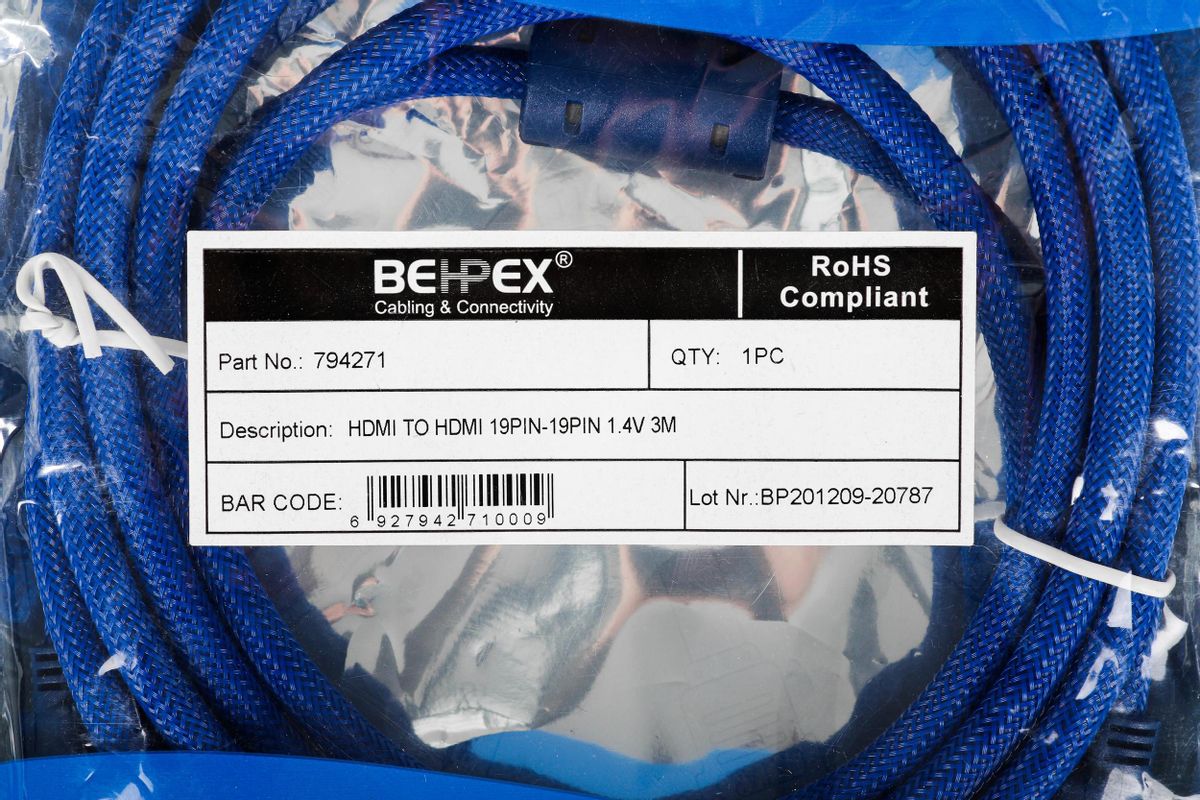 BEHPEX®
Cabling & Connectivity
RoHS
Compliant
Part No.: 794271
QTY: 1PC
Description: HDMI TO HDMI 19PIN-19PIN 1.4V 3M
BAR CODE:
6 927942 710009
Lot Nr.:BP201209-20787